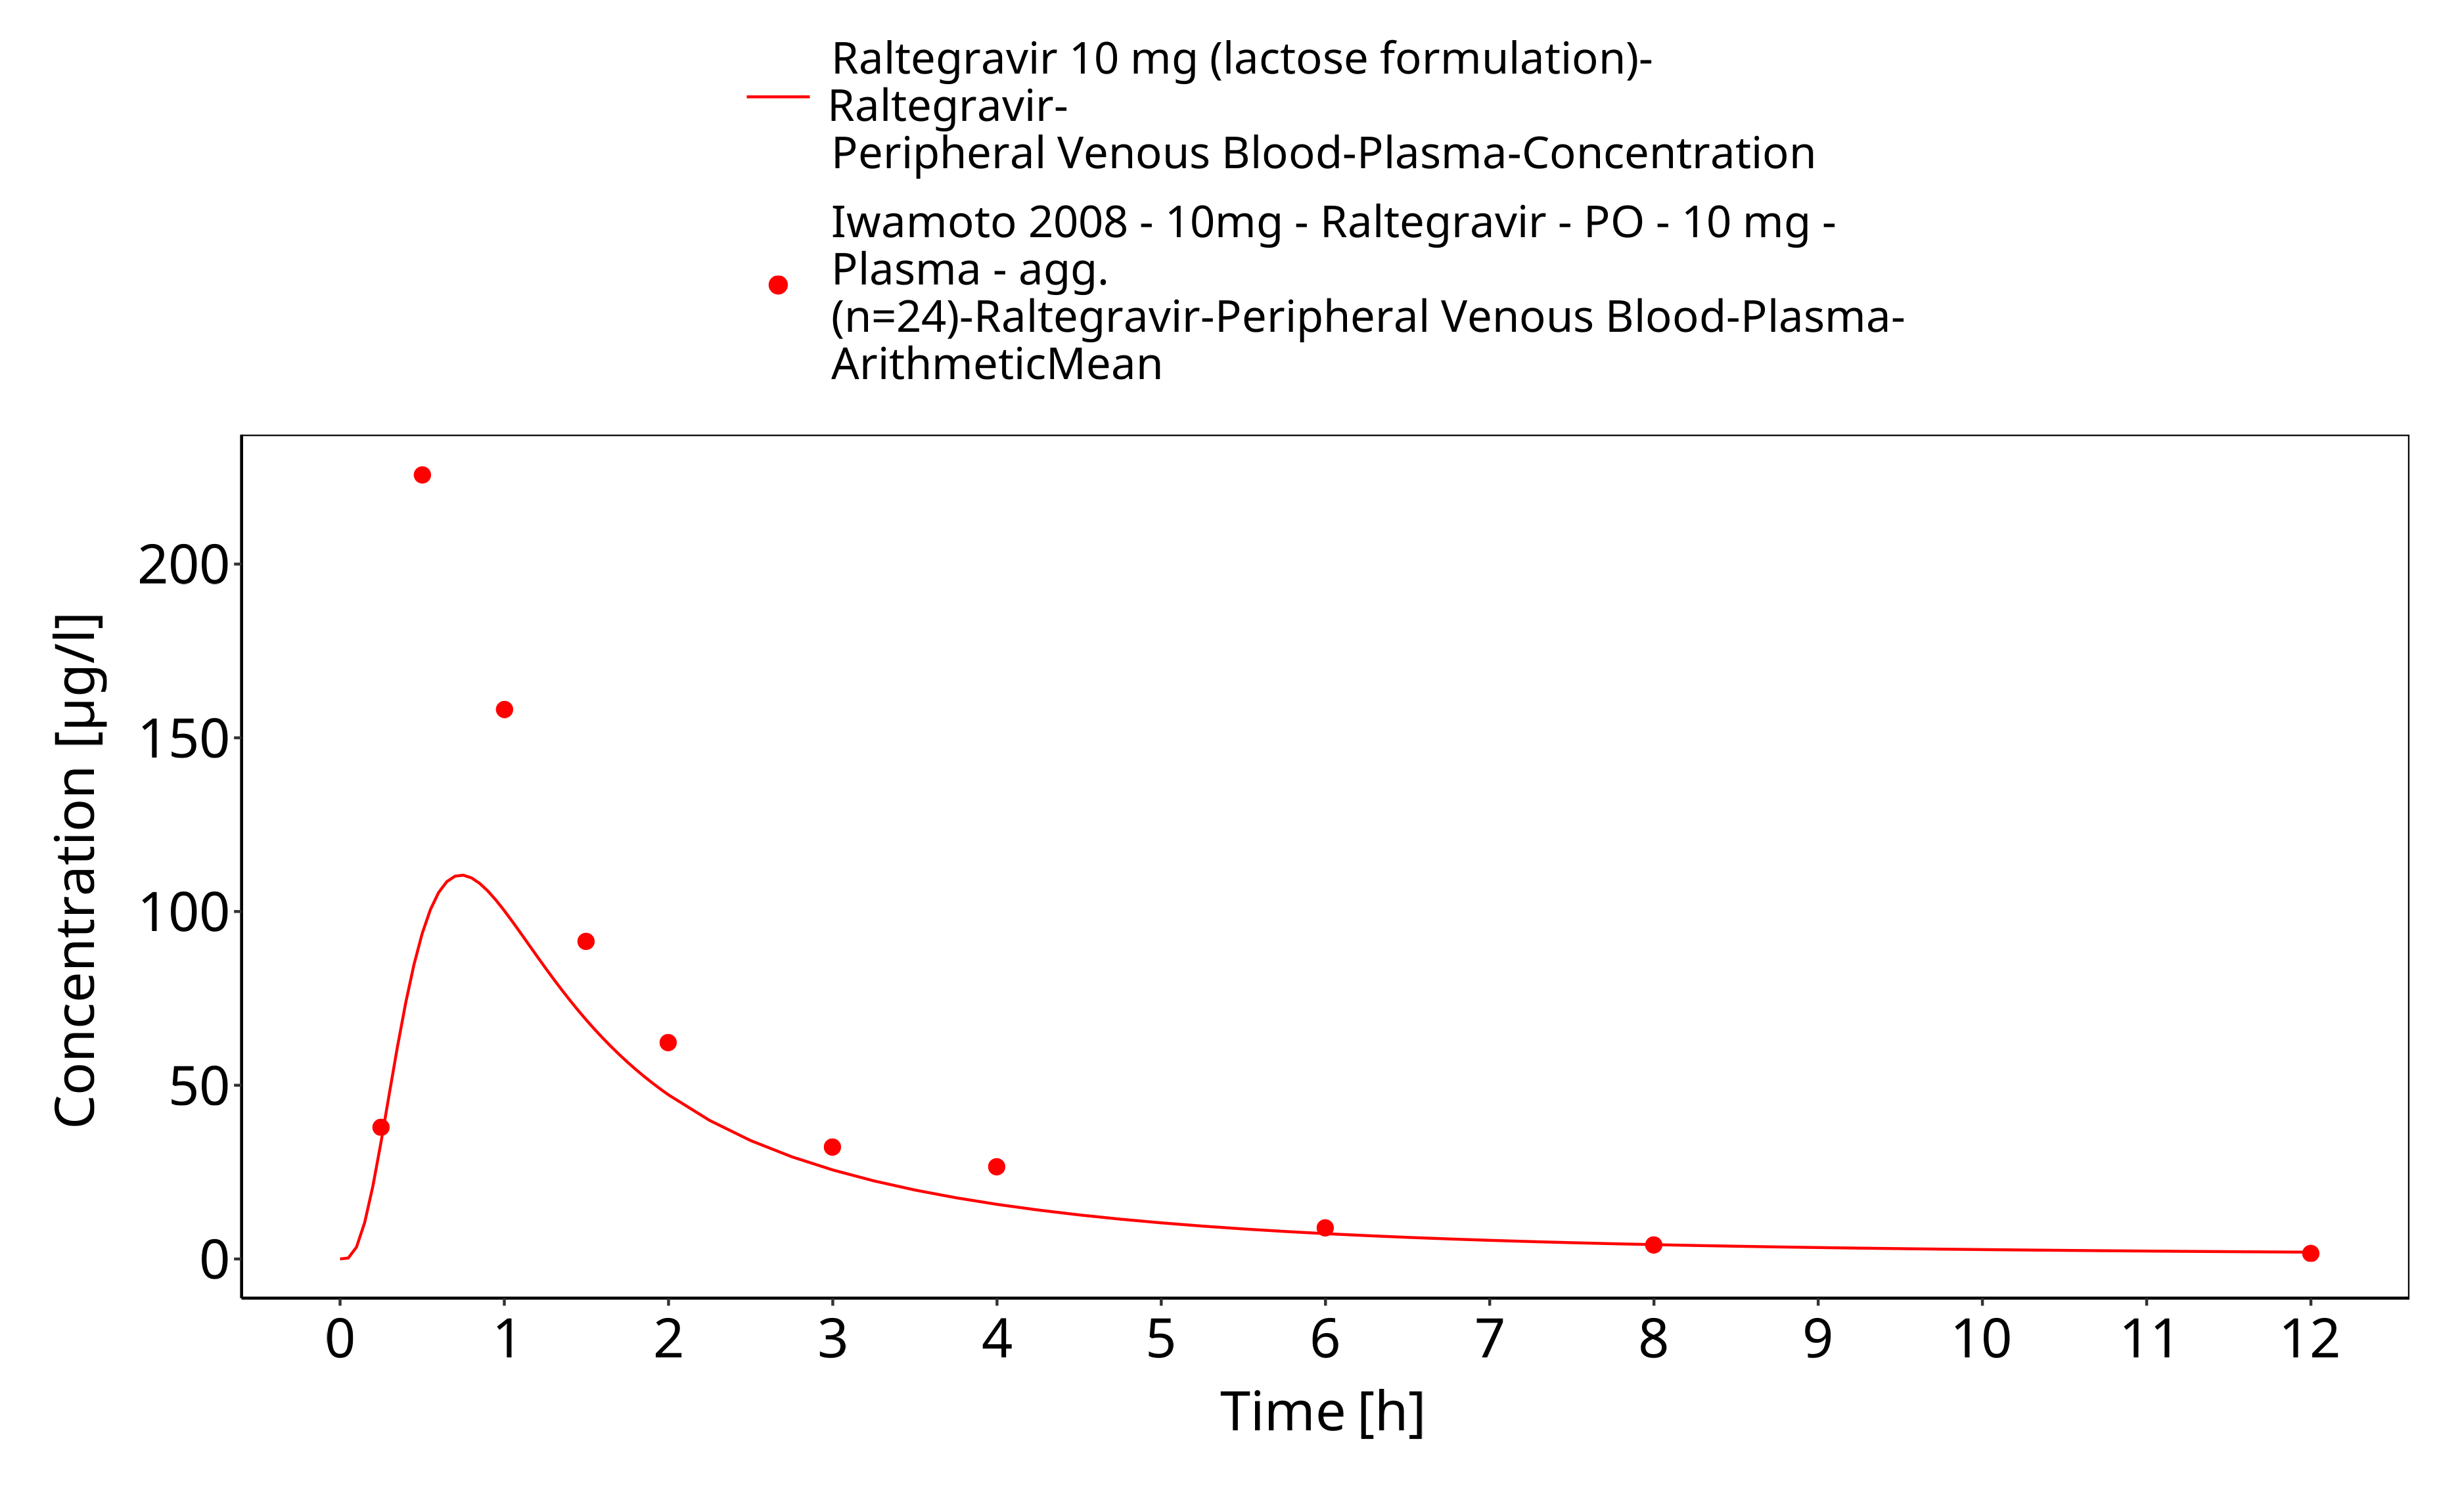 Raltegravir 10 mg (lactose formulation)-
Raltegravir-
Peripheral Venous Blood-Plasma-Concentration
Iwamoto 2008 - 10mg - Raltegravir - PO - 10 mg -
Plasma - agg.
(n=24)-Raltegravir-Peripheral Venous Blood-Plasma-
ArithmeticMean
Concentration [µg/l]
200
150
100
50
0
0 1 2 3 4 5 6 7 8 9 10 11 12
Time [h]